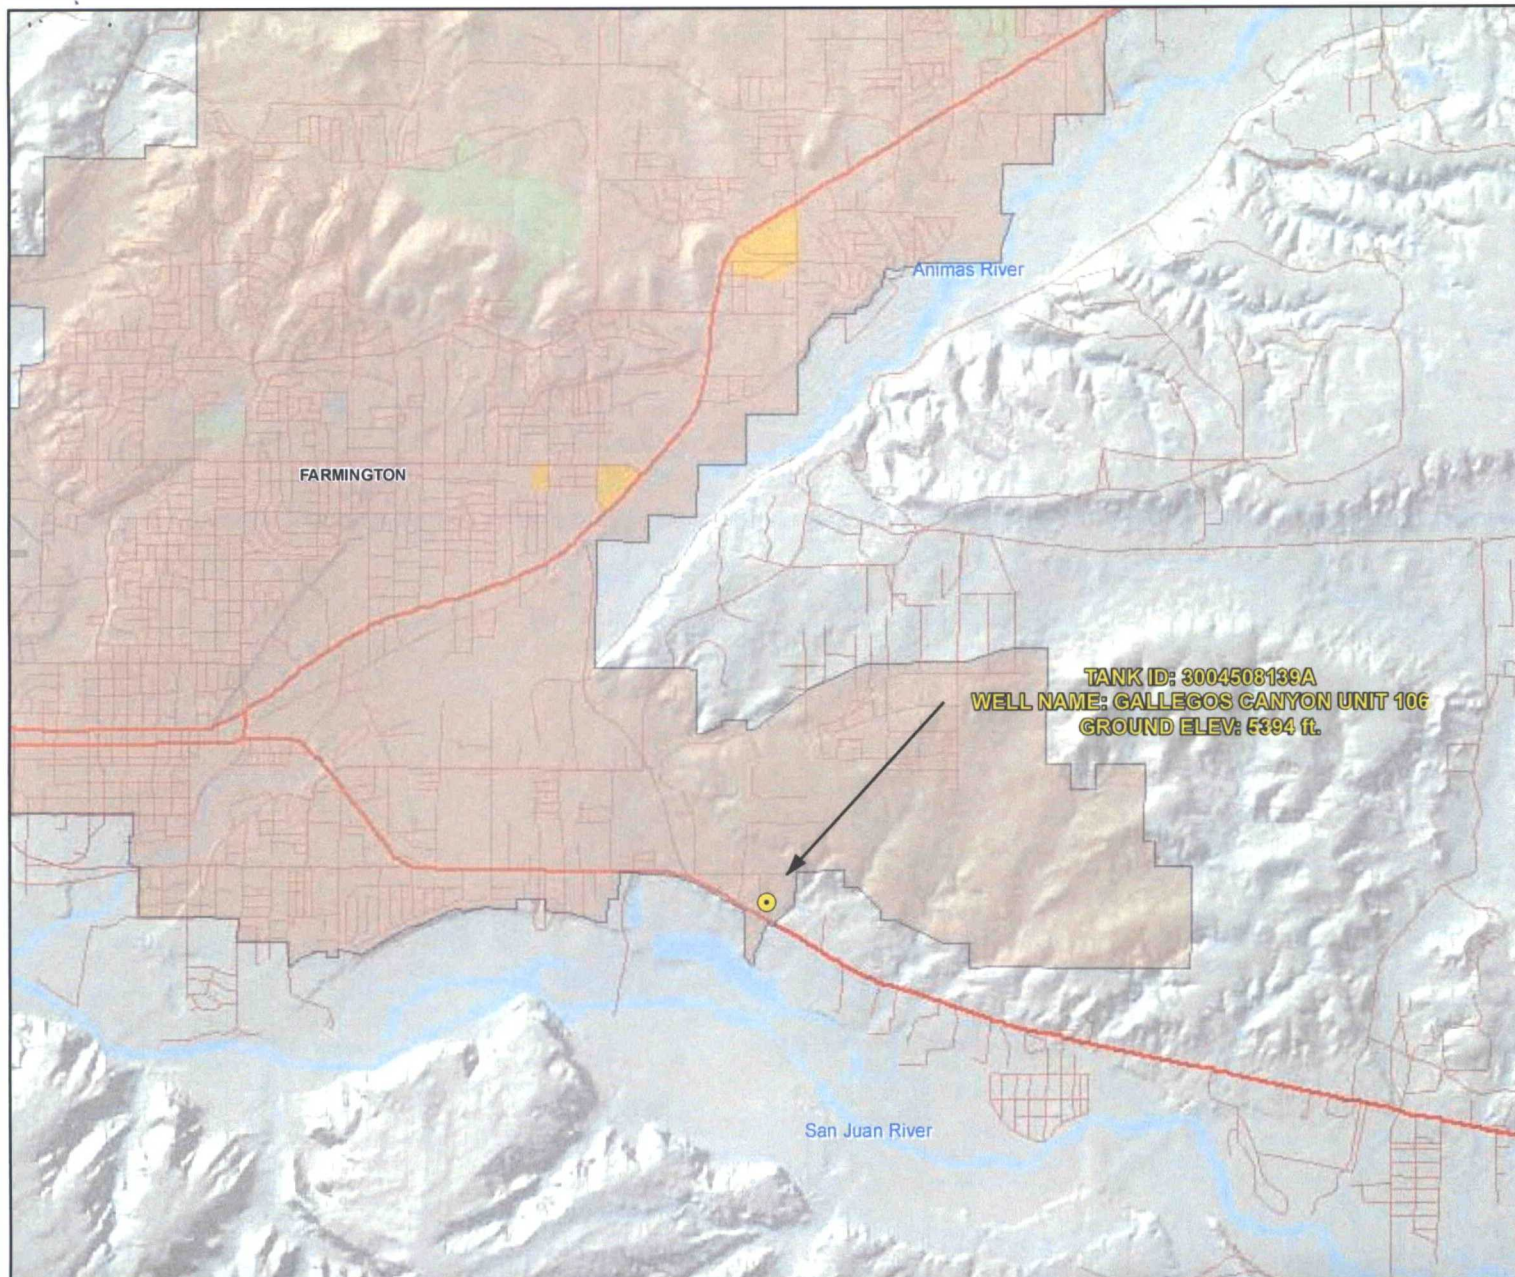 Animas River
FARMINGTON
TANK ID: 3004508139A
WELL NAME: GALLEGOS CANYON UNIT 106
GROUND ELEV: 5394 ft.
San Juan River